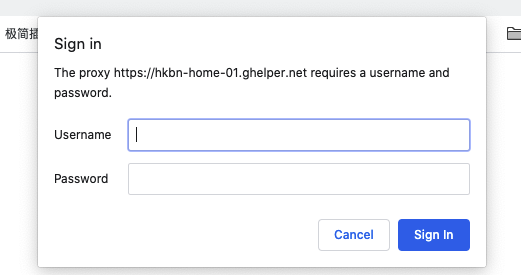 极简插
Sign in
The proxy https://hkbn-home-01.ghelper.net requires a username and
password.
Username
Password
Cancel
Sign In